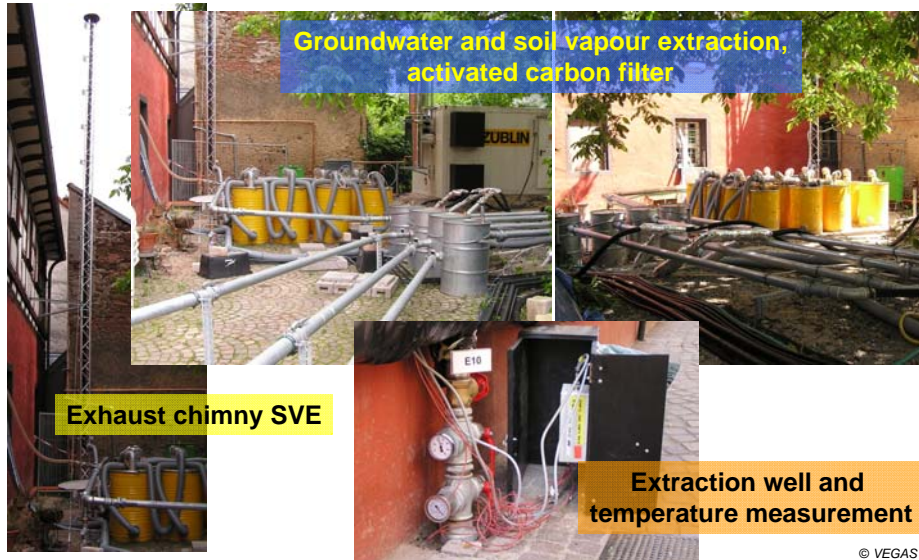 Groundwater and soil vapour extraction,
activated carbon filter
ZÜBLIN
E10
Exhaust chimny SVE
Extraction well and
temperature measurement
© VEGAS